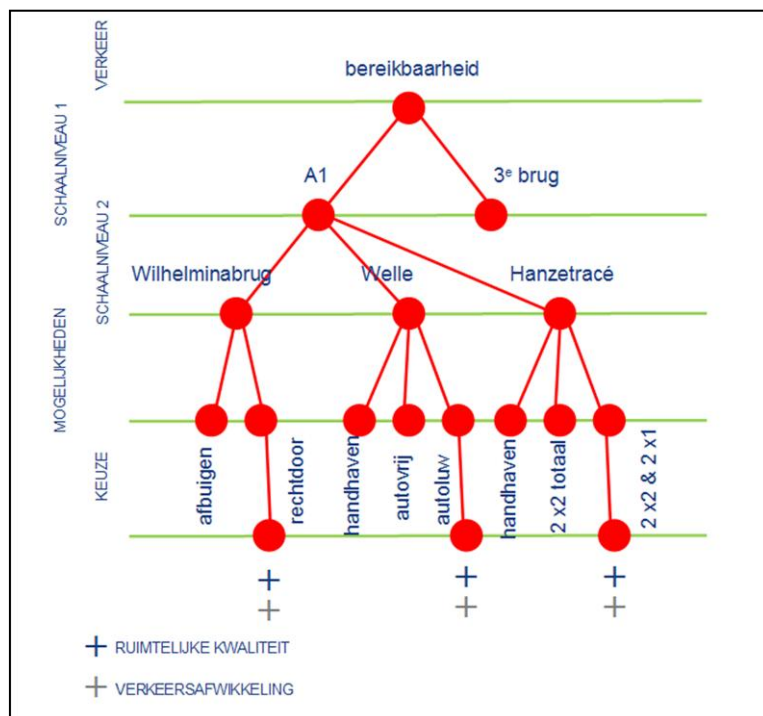 VERKEER
bereikbaarheid
SCHAALNIVEAU 1
A1
3e brug
SCHAALNIVEAU 2
Wilhelminabrug
Welle
Hanzetracé
MOGELIJKHEDEN
KEUZE
afbuigen
rechtdoor
handhaven
autovrij
autoluw
handhaven
2 x2 totaal
2 x2 & 2 x1
RUIMTELIJKE KWALITEIT
VERKEERSAFWIKKELING